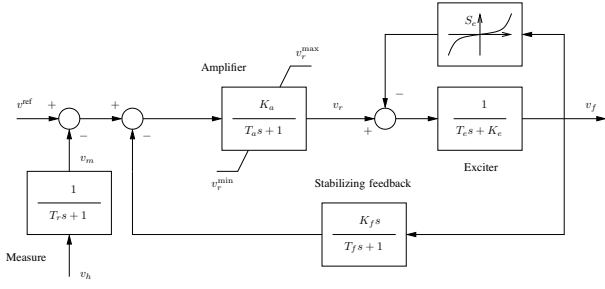 S_e
v_r^max
Amplifier
v^ref
+
+
−
−
K_a
T_a s + 1
v_r
−
+
1
T_e s + K_e
v_f
v_r^min
Exciter
v_m
1
T_r s + 1
Stabilizing feedback
K_f s
T_f s + 1
Measure
v_h